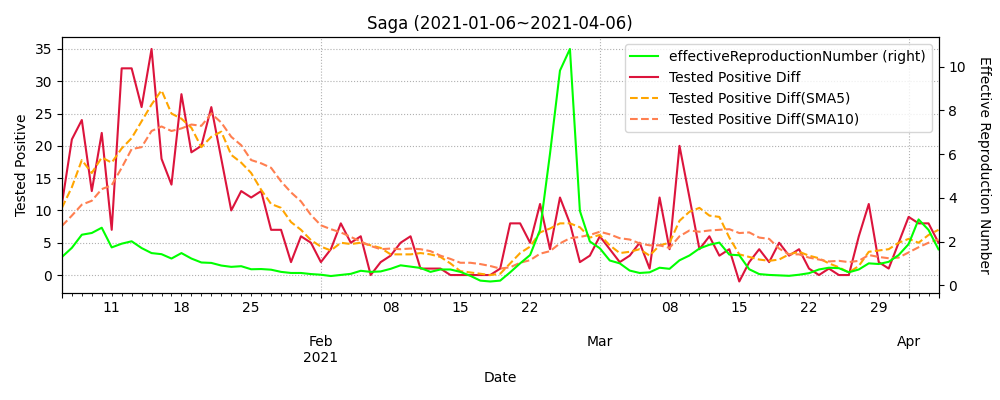 Saga (2021-01-06~2021-04-06)
effectiveReproductionNumber (right)
Tested Positive Diff
Tested Positive Diff(SMA5)
Tested Positive Diff(SMA10)
Tested Positive
35
30
25
20
15
10
5
0
Effective Reproduction Number
10
8
6
4
2
0
11 18 25 08 15 22 08 15 22 29
Feb Mar Apr
2021
Date